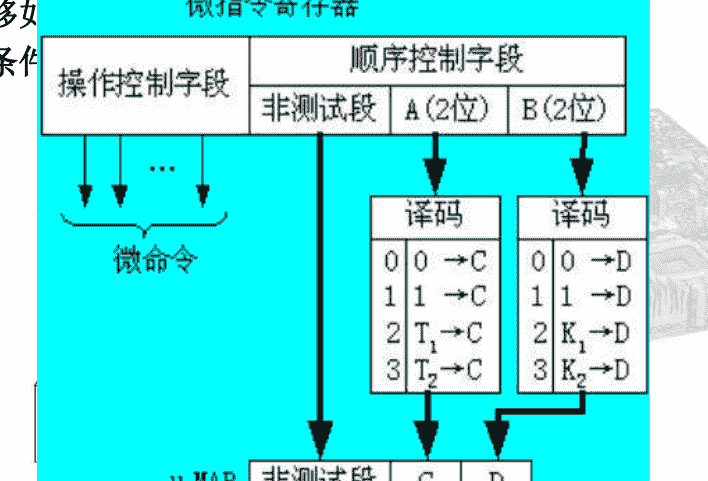 微指令寄存器
条件
操作控制字段
顺序控制字段
非测试段 A(2位) B(2位)
…
微命令
译码 译码
0 0 →C 0 0 →D
1 1 →C 1 1 →D
2 T1→C 2 K1→D
3 T2→C 3 K2→D
μMAR 非测试段 C D